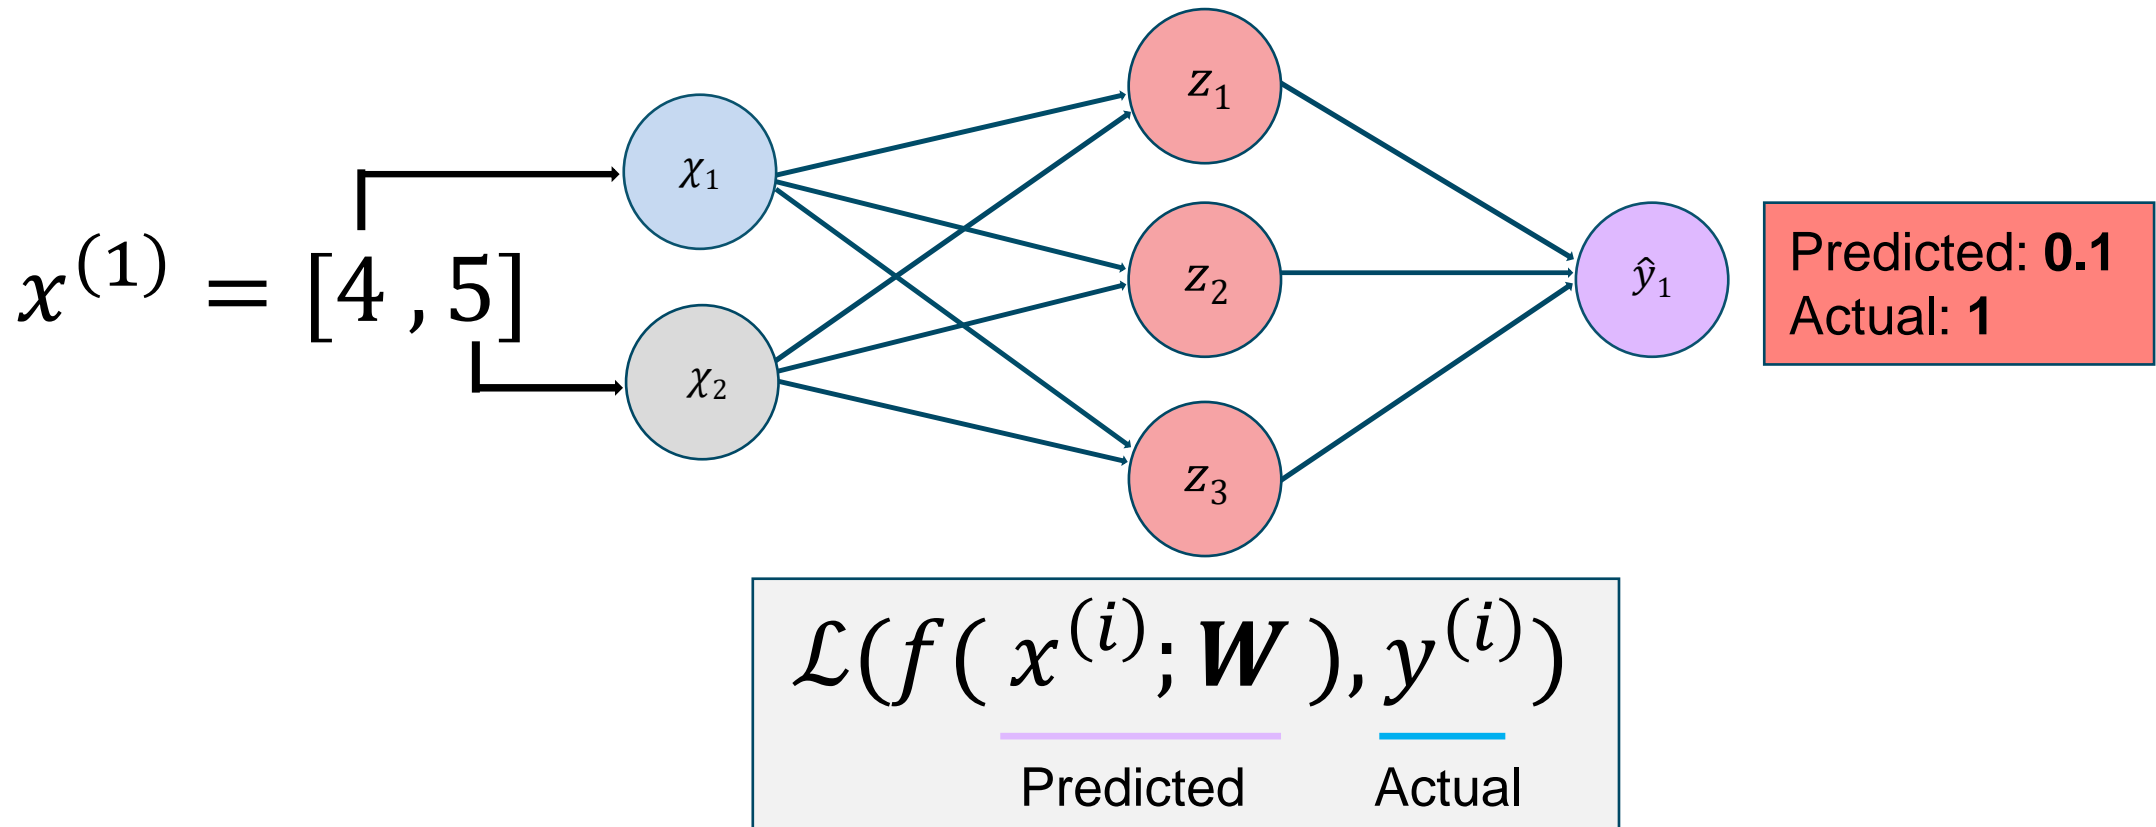 x^(1) = [4 , 5]
χ₁
χ₂
z₁
z₂
z₃
ŷ₁
Predicted: 0.1
Actual: 1
ℒ(f( x^(i); W ), y^(i))
Predicted Actual